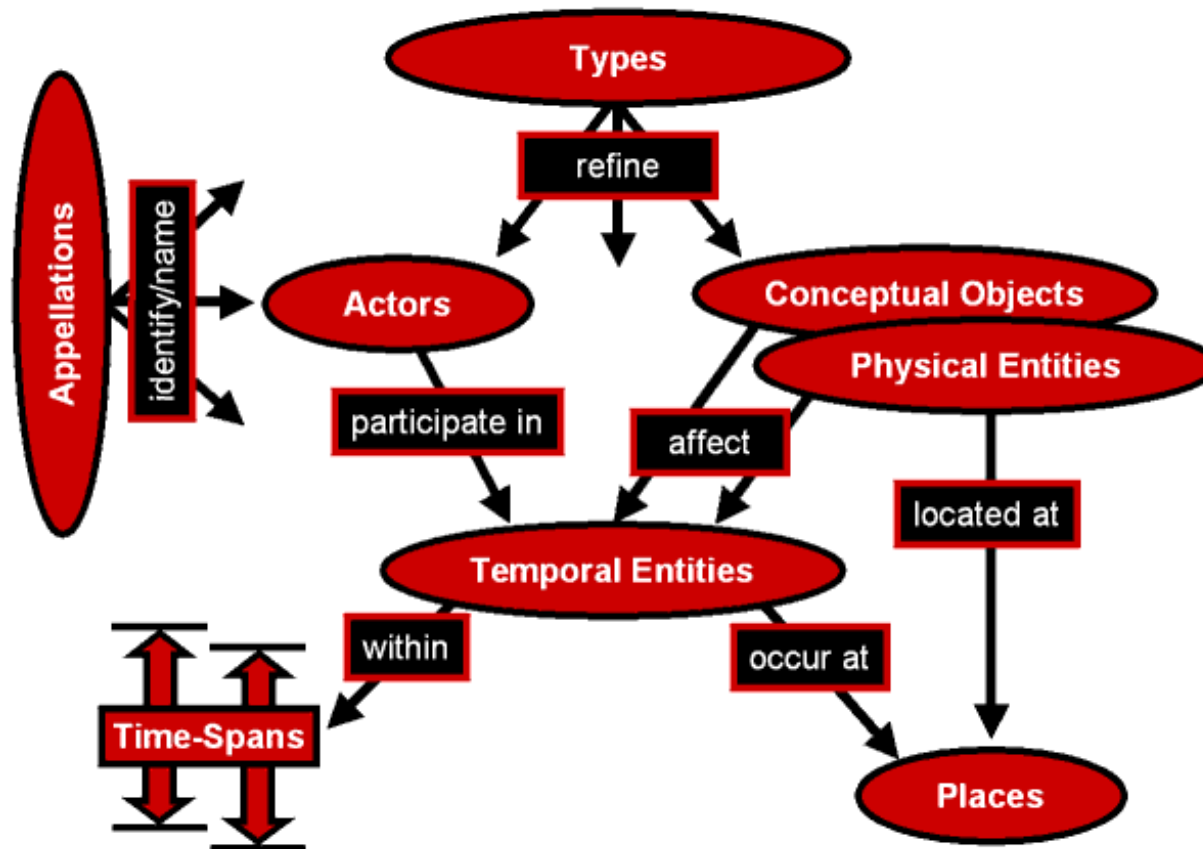 Types
refine
Appellations
identify/name
Actors
Conceptual Objects
Physical Entities
participate in
affect
located at
Temporal Entities
within
occur at
Time-Spans
Places